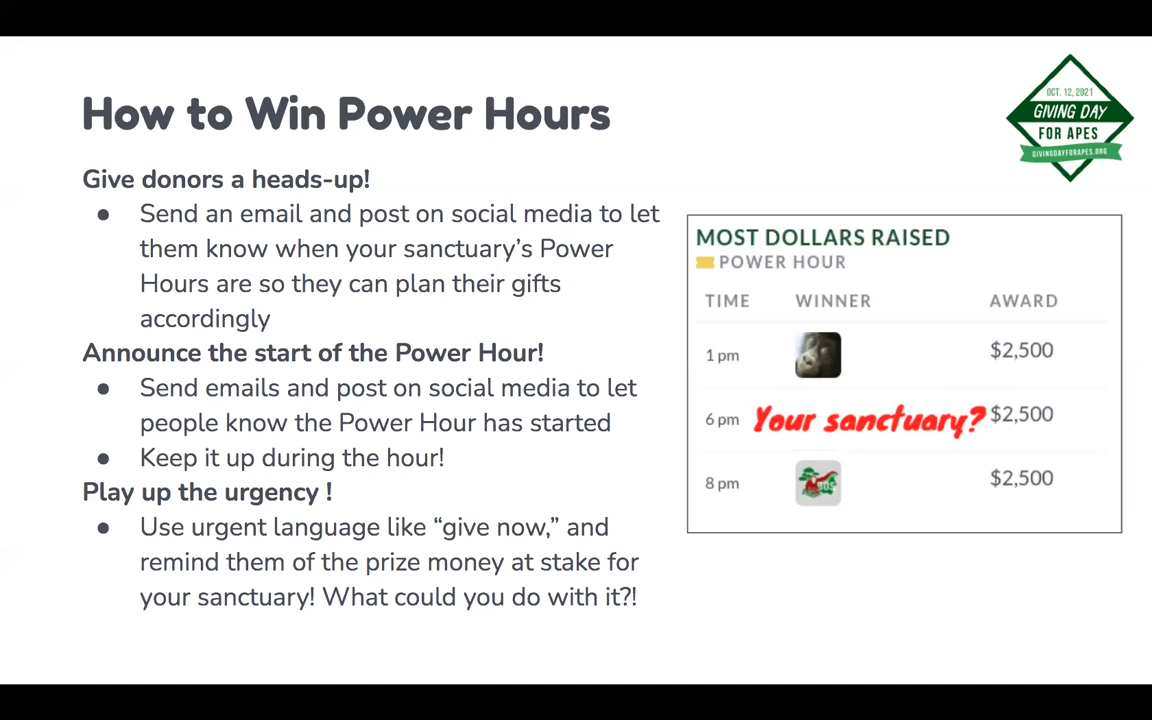 How to Win Power Hours
OCT. 12, 2021
GIVING DAY
FOR APES
GIVINGDAYFORAPES.ORG
Give donors a heads-up!
● Send an email and post on social media to let
them know when your sanctuary’s Power
Hours are so they can plan their gifts
accordingly
Announce the start of the Power Hour!
● Send emails and post on social media to let
people know the Power Hour has started
● Keep it up during the hour!
Play up the urgency !
● Use urgent language like “give now,” and
remind them of the prize money at stake for
your sanctuary! What could you do with it?!
MOST DOLLARS RAISED
POWER HOUR
TIME WINNER AWARD
1 pm $2,500
6 pm Your sanctuary? $2,500
8 pm $2,500